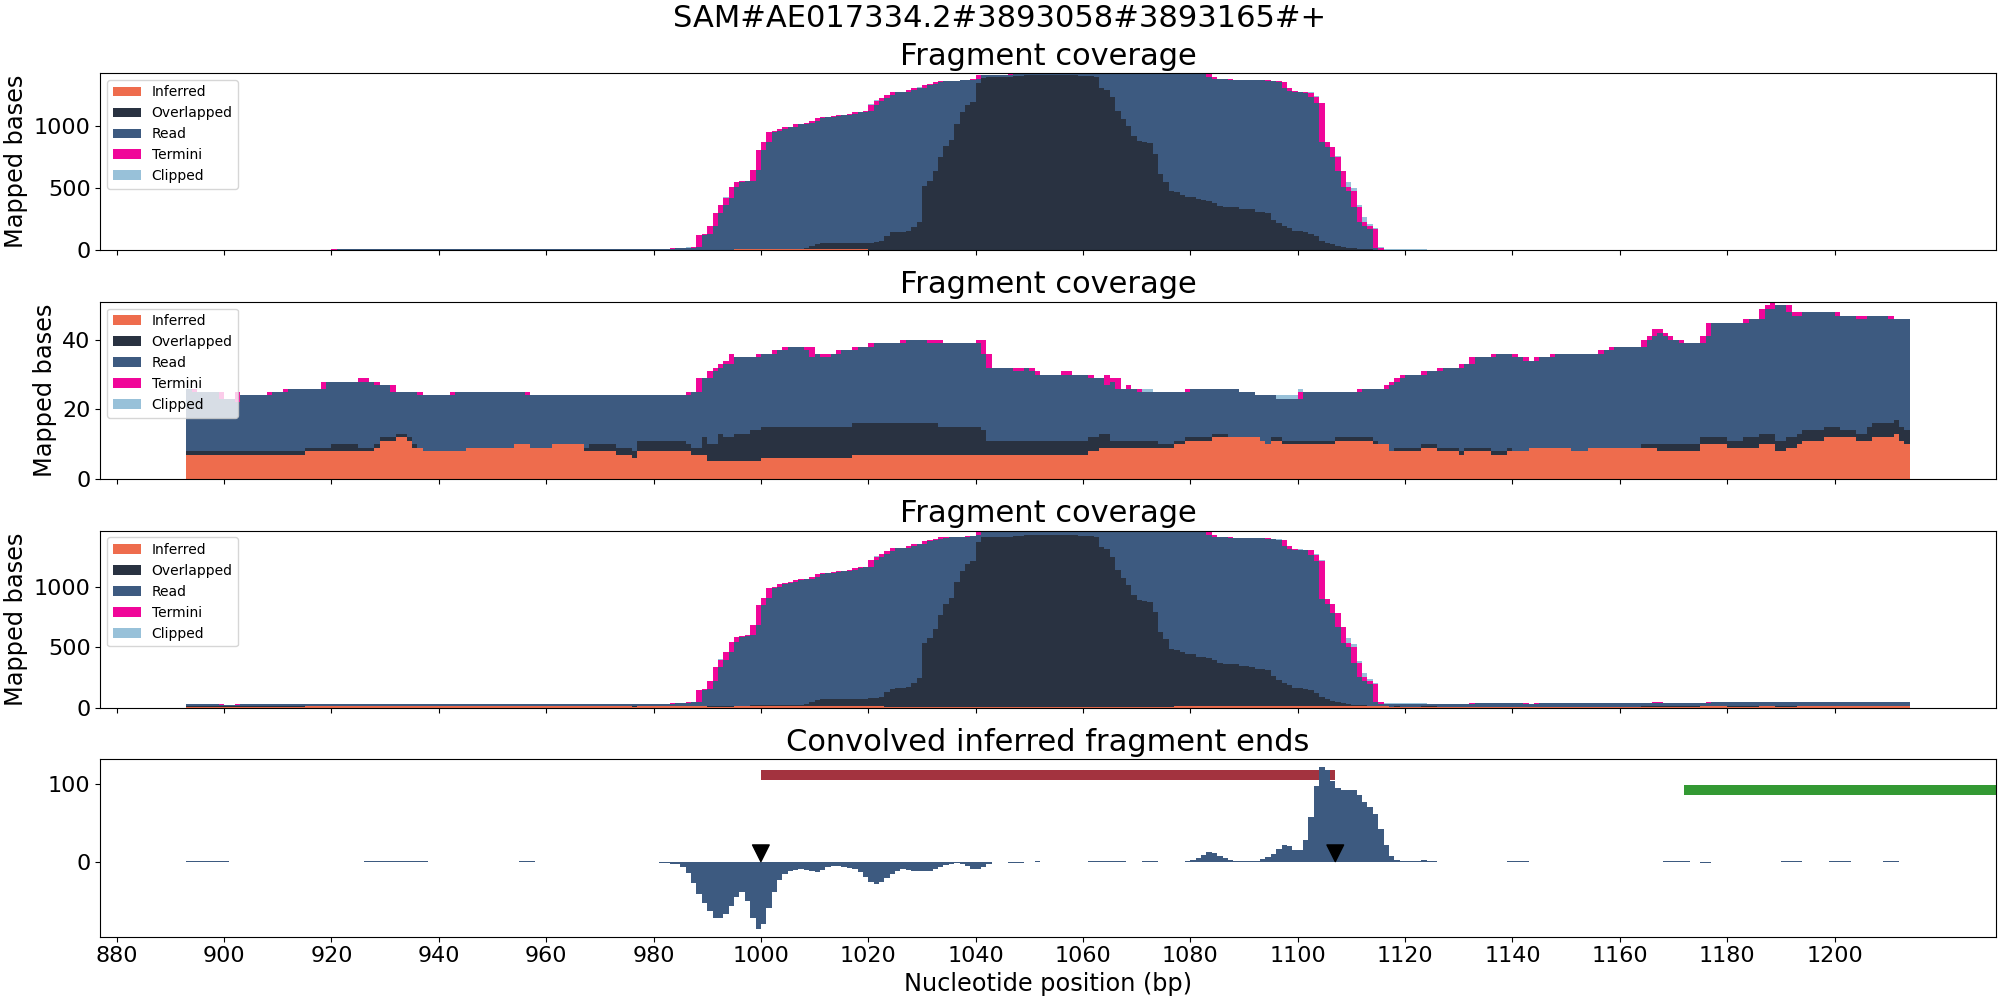 SAM#AE017334.2#3893058#3893165#+
Fragment coverage
Mapped bases
1000
500
0
Inferred
Overlapped
Read
Termini
Clipped
Fragment coverage
Mapped bases
40
20
0
Inferred
Overlapped
Read
Termini
Clipped
Fragment coverage
Mapped bases
1000
500
0
Inferred
Overlapped
Read
Termini
Clipped
Convolved inferred fragment ends
100
0
880 900 920 940 960 980 1000 1020 1040 1060 1080 1100 1120 1140 1160 1180 1200
Nucleotide position (bp)